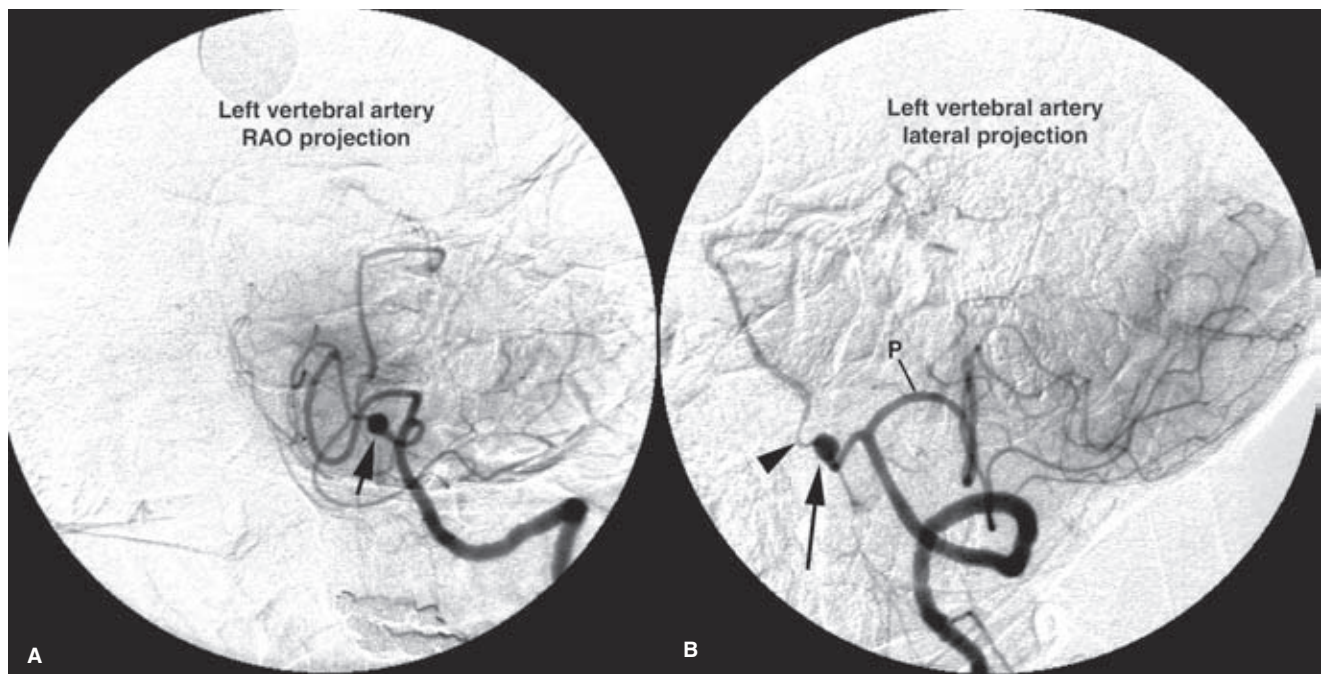 Left vertebral artery
RAO projection
A
Left vertebral artery
lateral projection
P
B